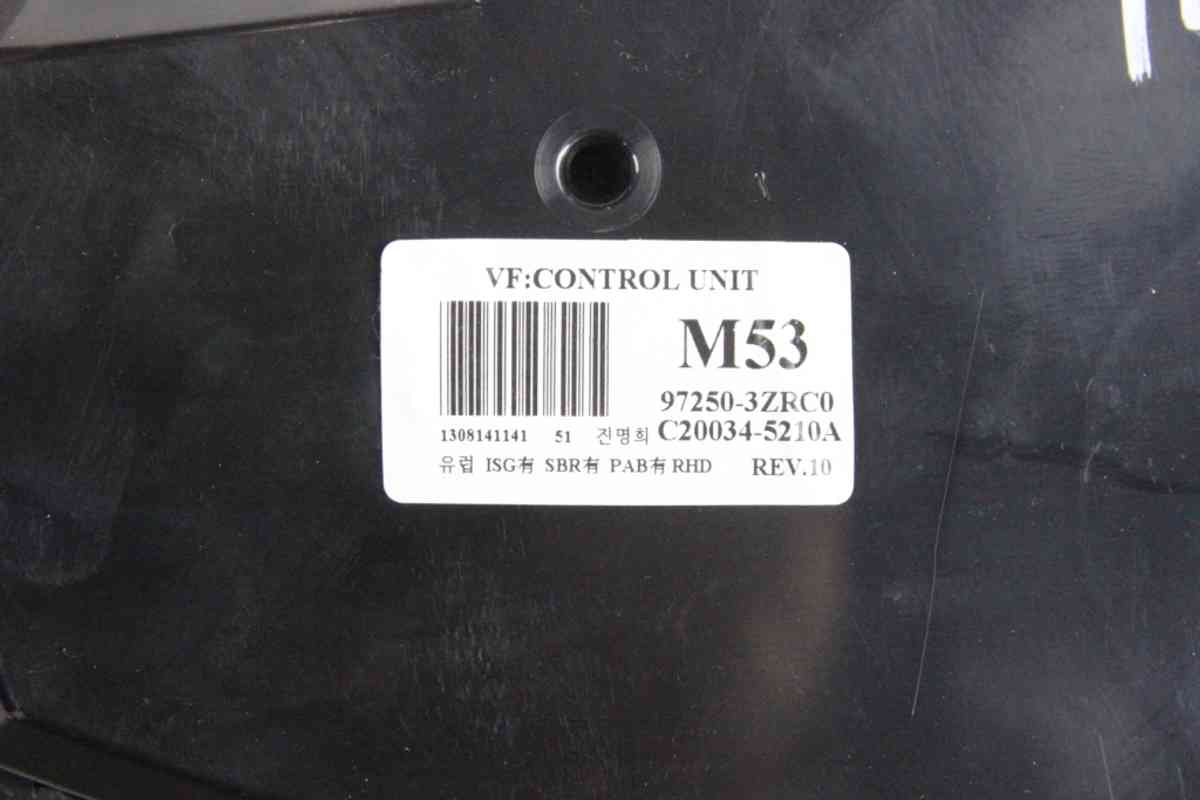 VF:CONTROL UNIT
M53
97250-3ZRC0
1308141141 51 진명희 C20034-5210A
유럽 ISG有 SBR有 PAB有 RHD REV.10